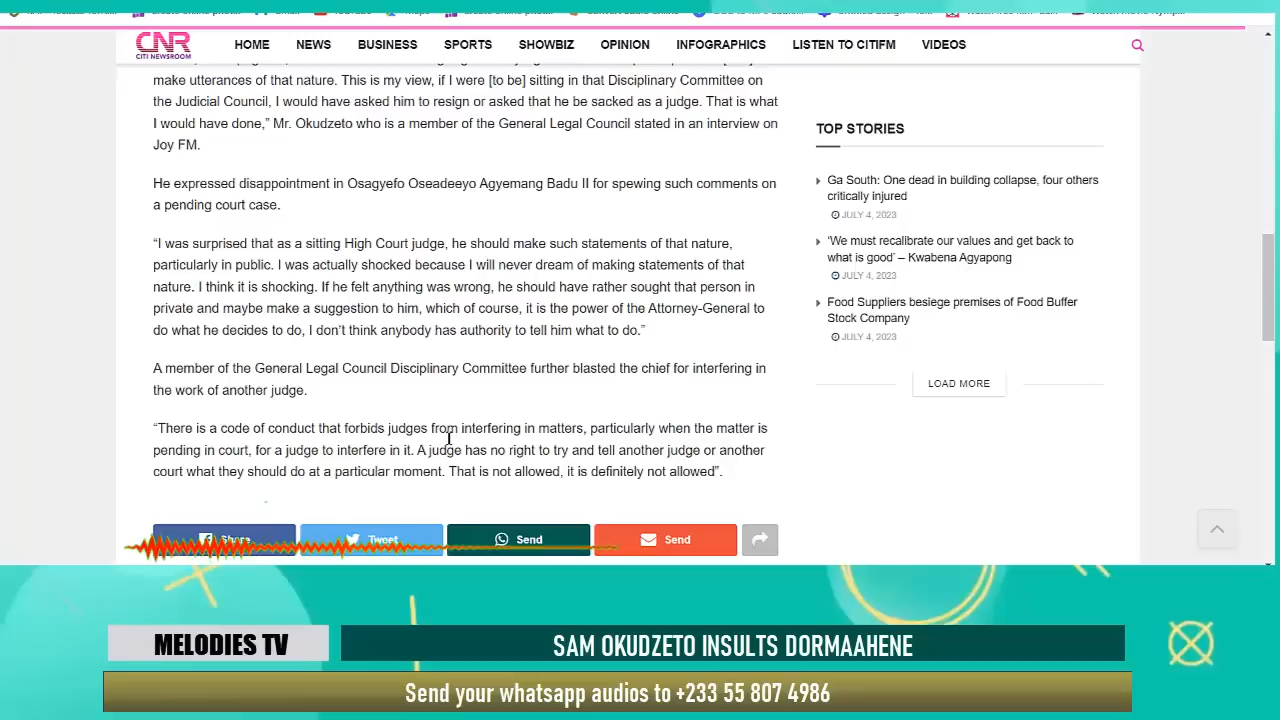 CNR
CITI NEWSROOM
HOME
NEWS
BUSINESS
SPORTS
SHOWBIZ
OPINION
INFOGRAPHICS
LISTEN TO CITIFM
VIDEOS
make utterances of that nature. This is my view, if I were [to be] sitting in that Disciplinary Committee on
the Judicial Council, I would have asked him to resign or asked that he be sacked as a judge. That is what
I would have done,” Mr. Okudzeto who is a member of the General Legal Council stated in an interview on
Joy FM.
He expressed disappointment in Osagyefo Oseadeeyo Agyemang Badu II for spewing such comments on
a pending court case.
“I was surprised that as a sitting High Court judge, he should make such statements of that nature,
particularly in public. I was actually shocked because I will never dream of making statements of that
nature. I think it is shocking. If he felt anything was wrong, he should have rather sought that person in
private and maybe make a suggestion to him, which of course, it is the power of the Attorney-General to
do what he decides to do, I don’t think anybody has authority to tell him what to do.”
A member of the General Legal Council Disciplinary Committee further blasted the chief for interfering in
the work of another judge.
“There is a code of conduct that forbids judges from interfering in matters, particularly when the matter is
pending in court, for a judge to interfere in it. A judge has no right to try and tell another judge or another
court what they should do at a particular moment. That is not allowed, it is definitely not allowed”.
Share
Tweet
Send
Send
TOP STORIES
Ga South: One dead in building collapse, four others
critically injured
JULY 4, 2023
‘We must recalibrate our values and get back to
what is good’ – Kwabena Agyapong
JULY 4, 2023
Food Suppliers besiege premises of Food Buffer
Stock Company
JULY 4, 2023
LOAD MORE
MELODIES TV
SAM OKUDZETO INSULTS DORMAAHENE
Send your whatsapp audios to +233 55 807 4986